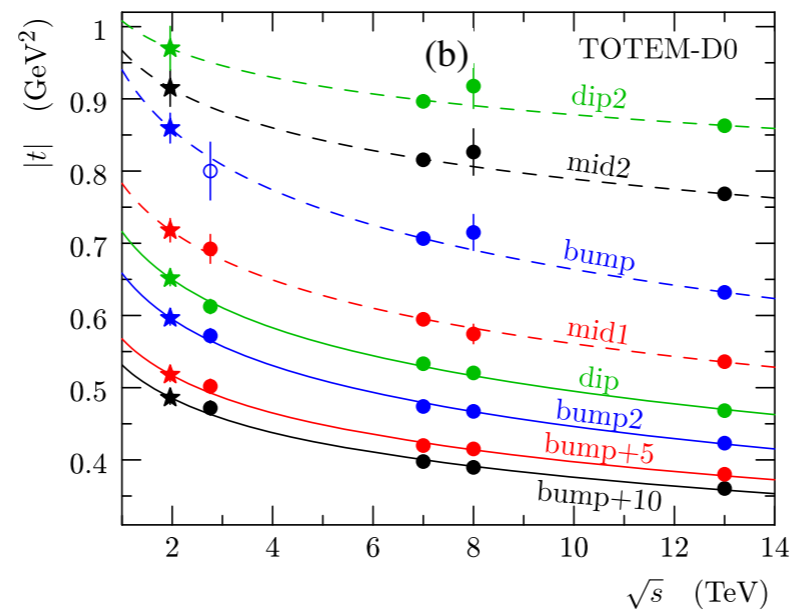 (b)
TOTEM-D0
|t| (GeV²)
1
0.9
0.8
0.7
0.6
0.5
0.4
dip2
mid2
bump
mid1
dip
bump2
bump+5
bump+10
2 4 6 8 10 12 14
√s (TeV)